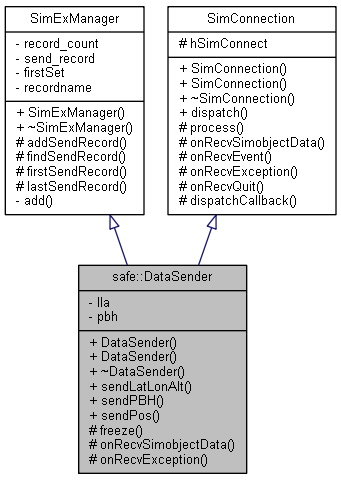 SimExManager
- record_count
- send_record
- firstSet
- recordname
+ SimExManager()
+ ~SimExManager()
# addSendRecord()
# findSendRecord()
# firstSendRecord()
# lastSendRecord()
- add()
SimConnection
# hSimConnect
+ SimConnection()
+ SimConnection()
+ ~SimConnection()
+ dispatch()
# process()
# onRecvSimobjectData()
# onRecvEvent()
# onRecvException()
# onRecvQuit()
# dispatchCallback()
safe::DataSender
- lla
- pbh
+ DataSender()
+ DataSender()
+ ~DataSender()
+ sendLatLonAlt()
+ sendPBH()
+ sendPos()
# freeze()
# onRecvSimobjectData()
# onRecvException()